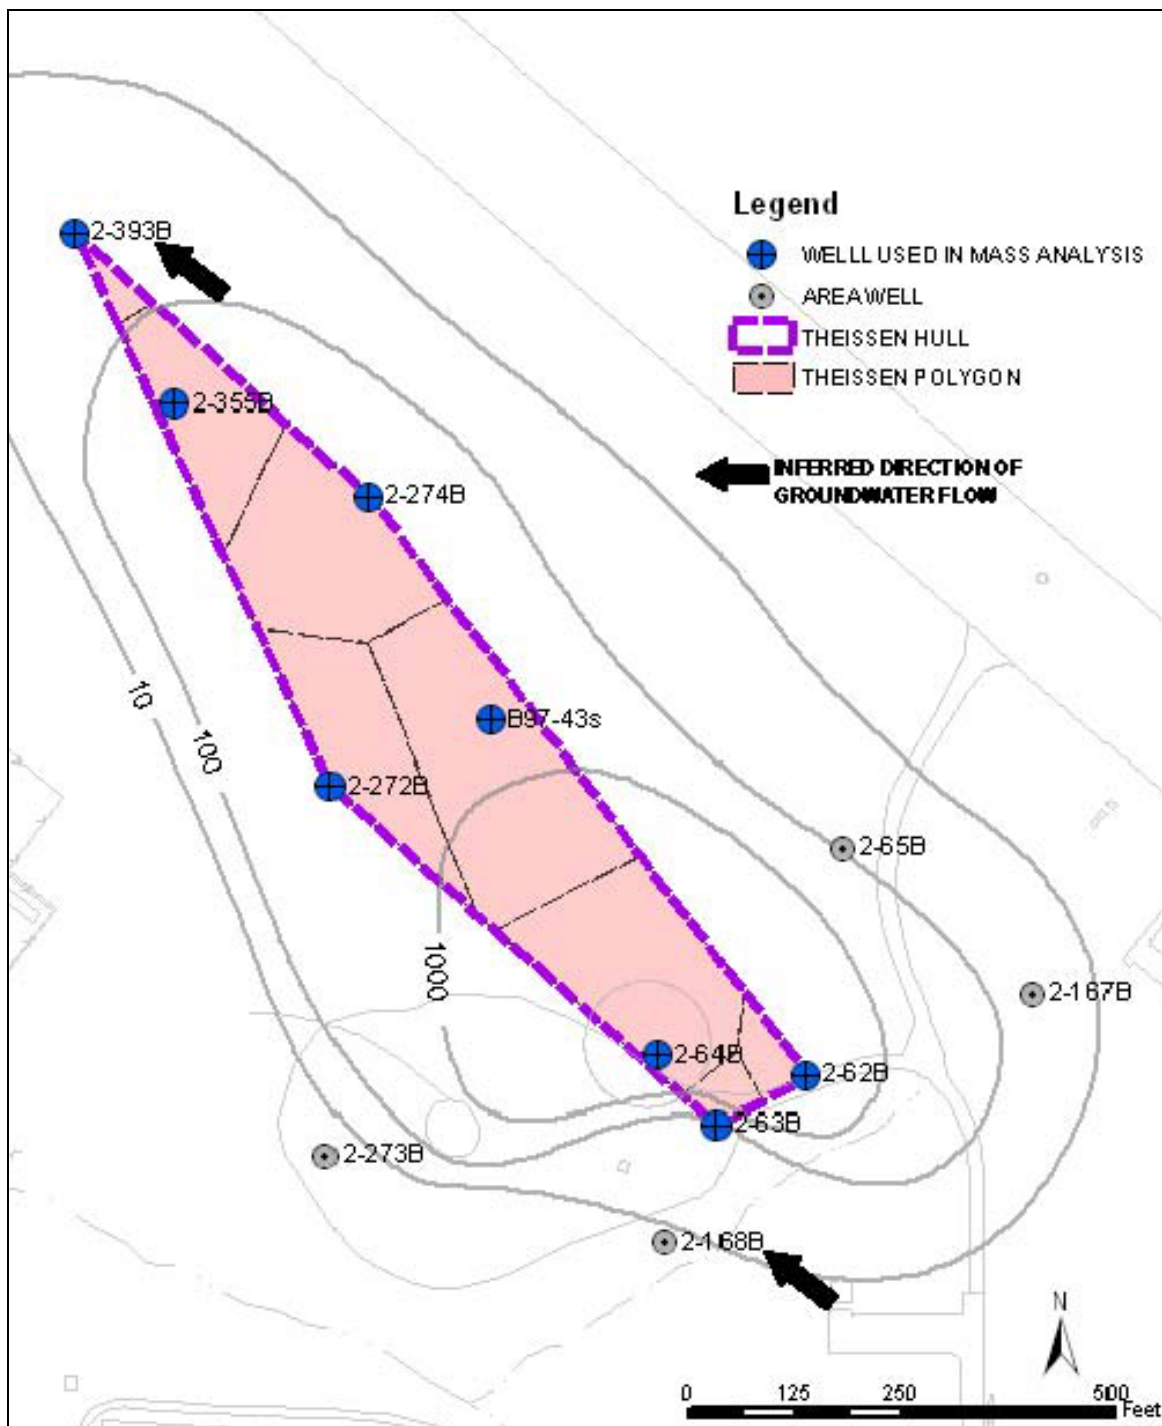 Legend
WELLL USED IN MASS ANALYSIS
AREA WELL
THEISSEN HULL
THEISSEN POLYGON
INFERRED DIRECTION OF
GROUNDWATER FLOW
2-393B
2-355B
2-274B
B97-43s
2-272B
10
100
1000
2-65B
2-167B
2-64B
2-62B
2-63B
2-273B
2-168B
N
0 125 250 500
Feet